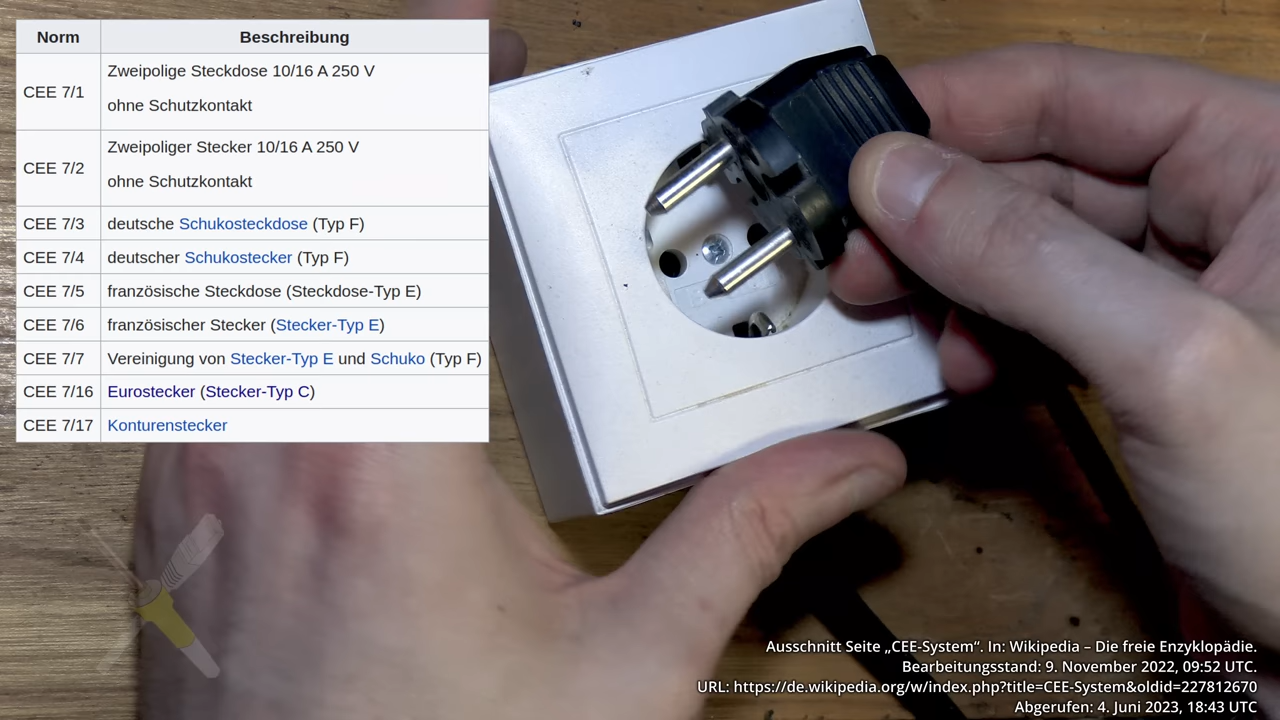 Norm Beschreibung
CEE 7/1 Zweipolige Steckdose 10/16 A 250 V
ohne Schutzkontakt
CEE 7/2 Zweipoliger Stecker 10/16 A 250 V
ohne Schutzkontakt
CEE 7/3 deutsche Schukosteckdose (Typ F)
CEE 7/4 deutscher Schukostecker (Typ F)
CEE 7/5 französische Steckdose (Steckdose-Typ E)
CEE 7/6 französischer Stecker (Stecker-Typ E)
CEE 7/7 Vereinigung von Stecker-Typ E und Schuko (Typ F)
CEE 7/16 Eurostecker (Stecker-Typ C)
CEE 7/17 Konturenstecker
Ausschnitt Seite „CEE-System“. In: Wikipedia – Die freie Enzyklopädie.
Bearbeitungsstand: 9. November 2022, 09:52 UTC.
URL: https://de.wikipedia.org/w/index.php?title=CEE-System&oldid=227812670
Abgerufen: 4. Juni 2023, 18:43 UTC